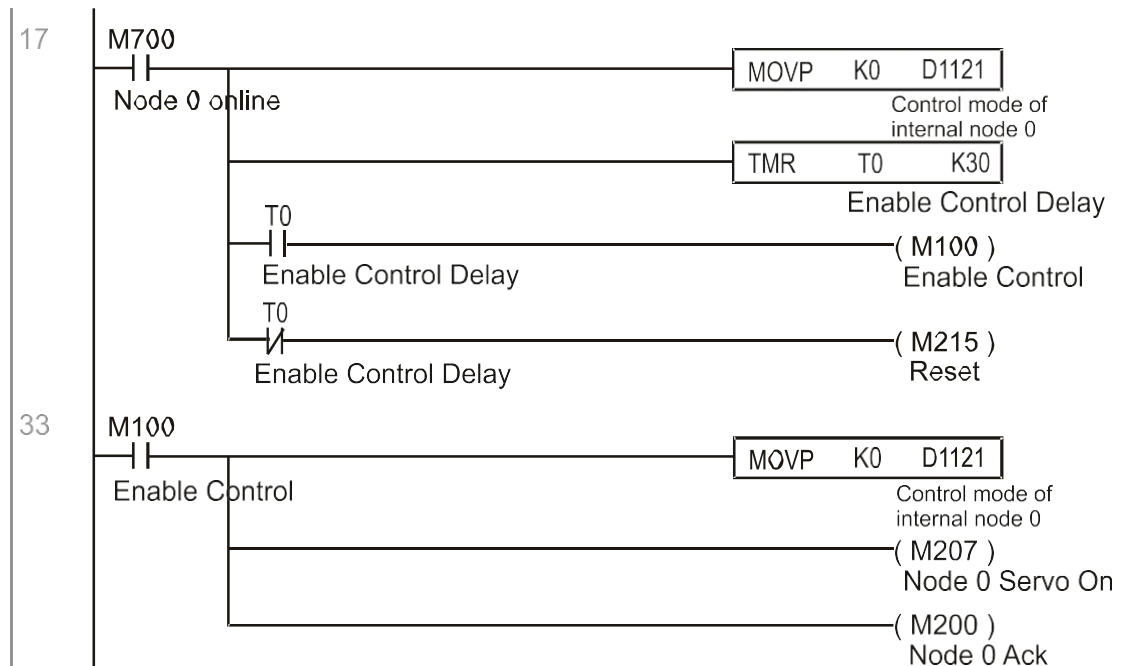 17
M700
MOVP K0 D1121
Node 0 online
Control mode of
internal node 0
TMR T0 K30
Enable Control Delay
T0
( M100 )
Enable Control Delay
Enable Control
T0
( M215 )
Enable Control Delay
Reset
33
M100
MOVP K0 D1121
Enable Control
Control mode of
internal node 0
( M207 )
Node 0 Servo On
( M200 )
Node 0 Ack